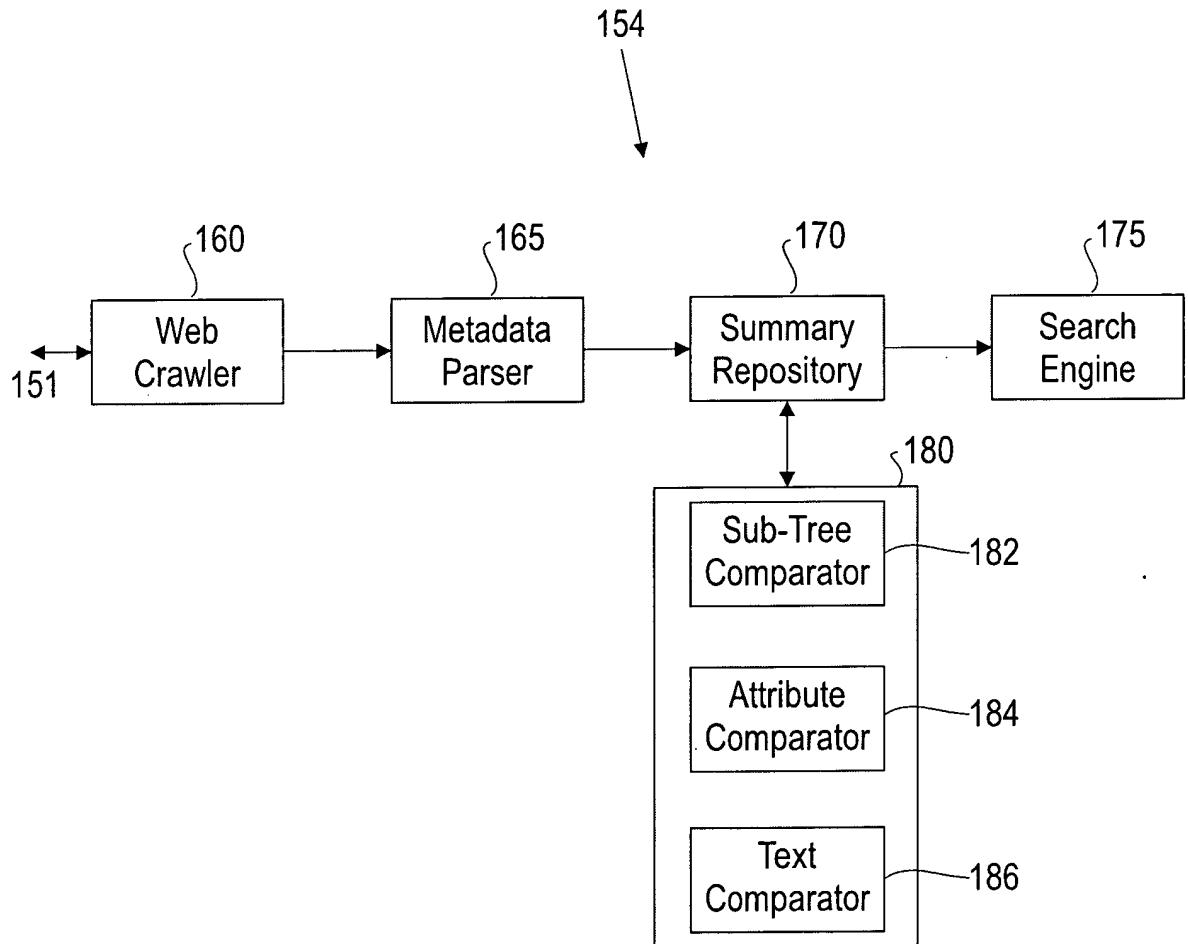 154
160
165
170
175
Web
Crawler
Metadata
Parser
Summary
Repository
Search
Engine
151
180
Sub-Tree
Comparator
182
Attribute
Comparator
184
Text
Comparator
186